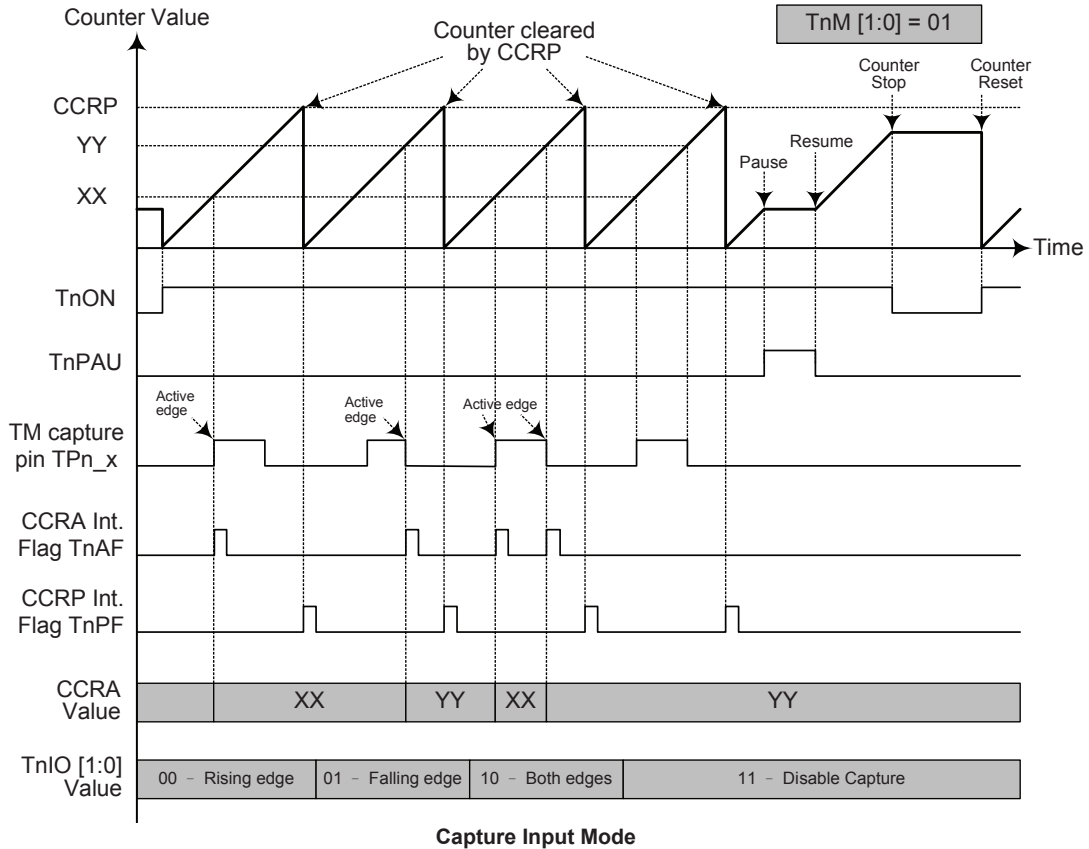 Counter Value
TnM [1:0] = 01
Counter cleared
by CCRP
Counter
Stop
Counter
Reset
CCRP
YY
XX
Pause
Resume
Time
TnON
TnPAU
Active
edge
Active
edge
Active edge
TM capture
pin TPn_x
CCRA Int.
Flag TnAF
CCRP Int.
Flag TnPF
CCRA
Value
XX
YY
XX
YY
TnIO [1:0]
Value
00 – Rising edge
01 – Falling edge
10 – Both edges
11 – Disable Capture
Capture Input Mode